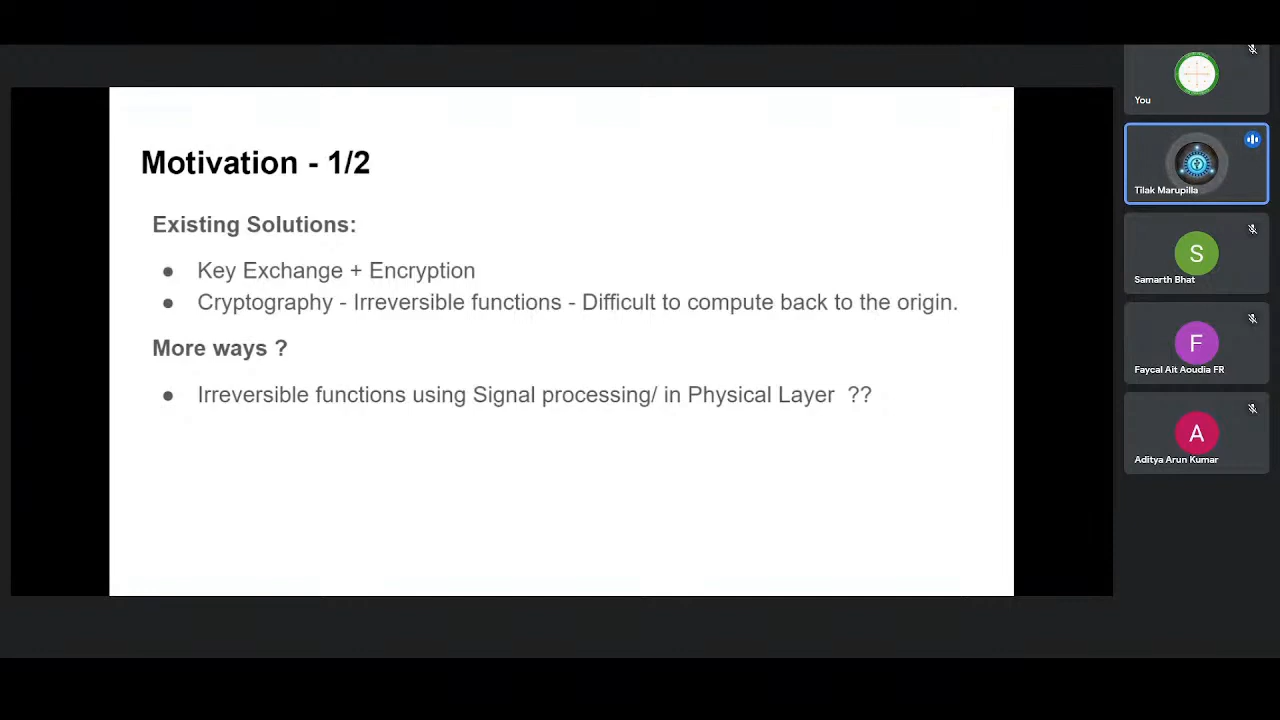 Motivation - 1/2
Existing Solutions:
● Key Exchange + Encryption
● Cryptography - Irreversible functions - Difficult to compute back to the origin.
More ways ?
● Irreversible functions using Signal processing/ in Physical Layer ??
You
Tilak Marupilla
S
Samarth Bhat
F
Faycal Ait Aoudia FR
A
Aditya Arun Kumar